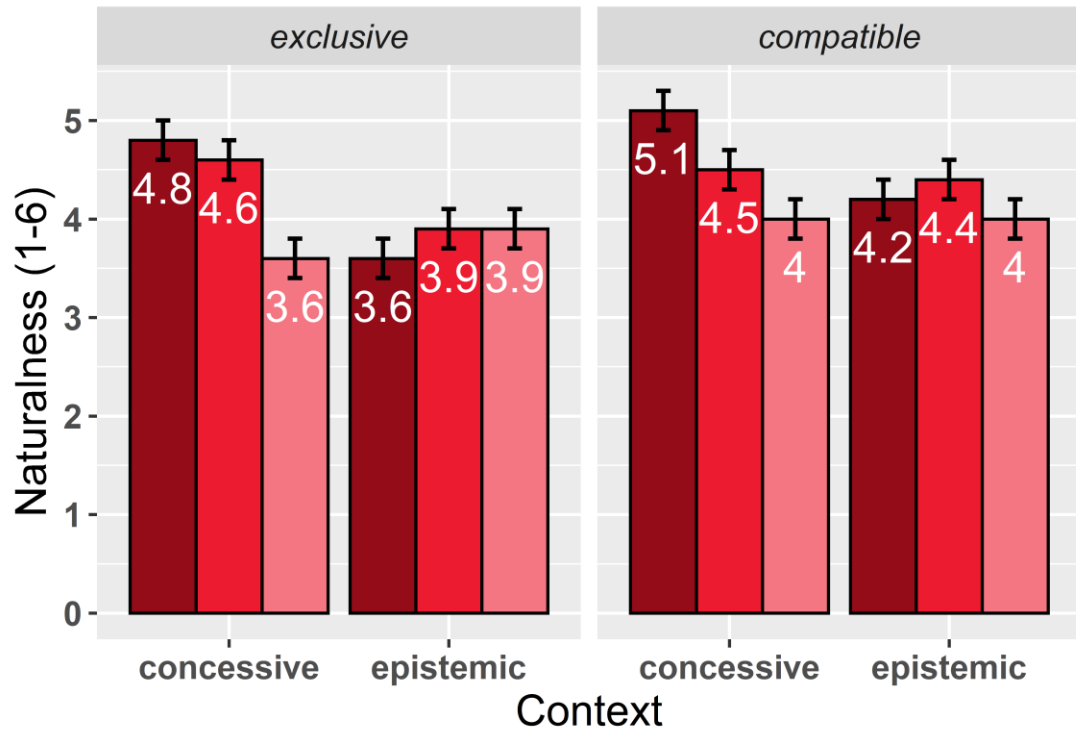 exclusive
compatible
Naturalness (1-6)
5
4
3
2
1
0
4.8
4.6
3.6
3.6
3.9
3.9
5.1
4.5
4
4.2
4.4
4
concessive
epistemic
concessive
epistemic
Context